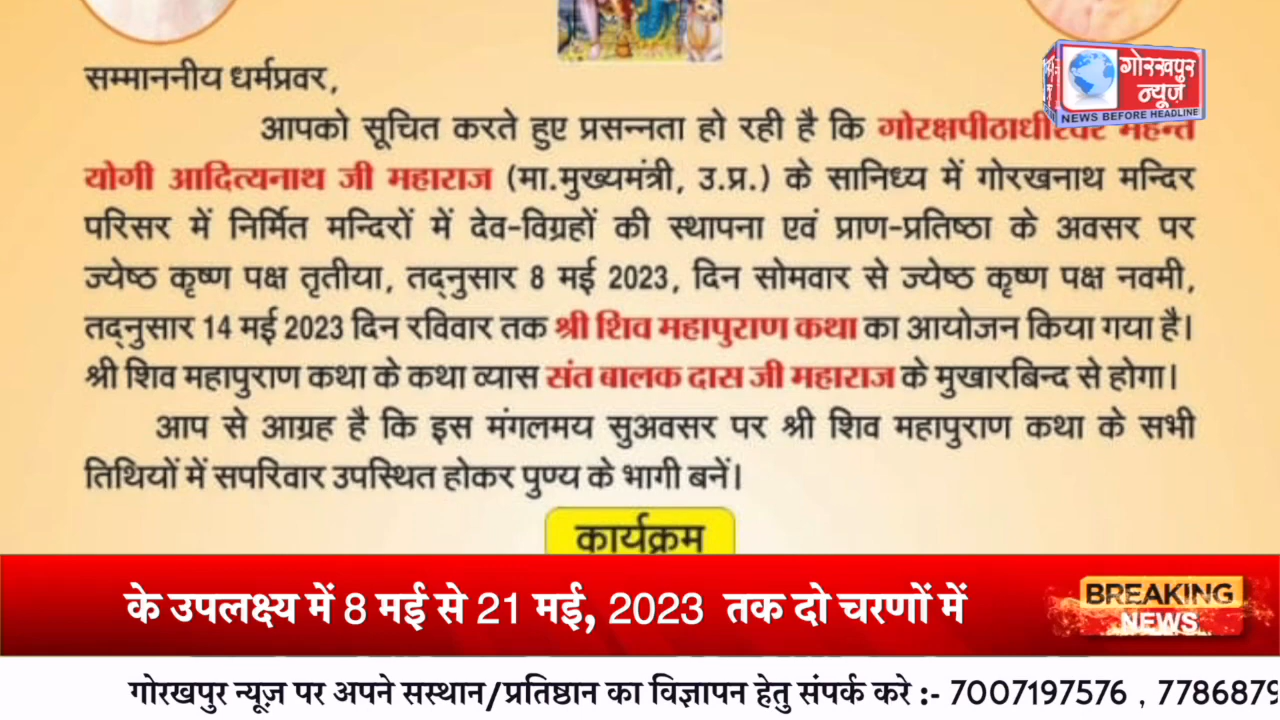 सम्माननीय धर्मप्रवर,
गोरखपुर
न्यूज़
NEWS BEFORE HEADLINE
आपको सूचित करते हुए प्रसन्नता हो रही है कि गोरक्षपीठाधीश्वर महन्त
योगी आदित्यनाथ जी महाराज (मा.मुख्यमंत्री, उ.प्र.) के सानिध्य में गोरखनाथ मन्दिर
परिसर में निर्मित मन्दिरों में देव-विग्रहों की स्थापना एवं प्राण-प्रतिष्ठा के अवसर पर
ज्येष्ठ कृष्ण पक्ष तृतीया, तद्नुसार 8 मई 2023, दिन सोमवार से ज्येष्ठ कृष्ण पक्ष नवमी,
तद्नुसार 14 मई 2023 दिन रविवार तक श्री शिव महापुराण कथा का आयोजन किया गया है।
श्री शिव महापुराण कथा के कथा व्यास संत बालक दास जी महाराज के मुखारबिन्द से होगा।
आप से आग्रह है कि इस मंगलमय सुअवसर पर श्री शिव महापुराण कथा के सभी
तिथियों में सपरिवार उपस्थित होकर पुण्य के भागी बनें।
कार्यक्रम
के उपलक्ष्य में 8 मई से 21 मई, 2023 तक दो चरणों में
BREAKING
NEWS
गोरखपुर न्यूज़ पर अपने सस्थान/प्रतिष्ठान का विज्ञापन हेतु संपर्क करे :- 7007197576 , 7786879